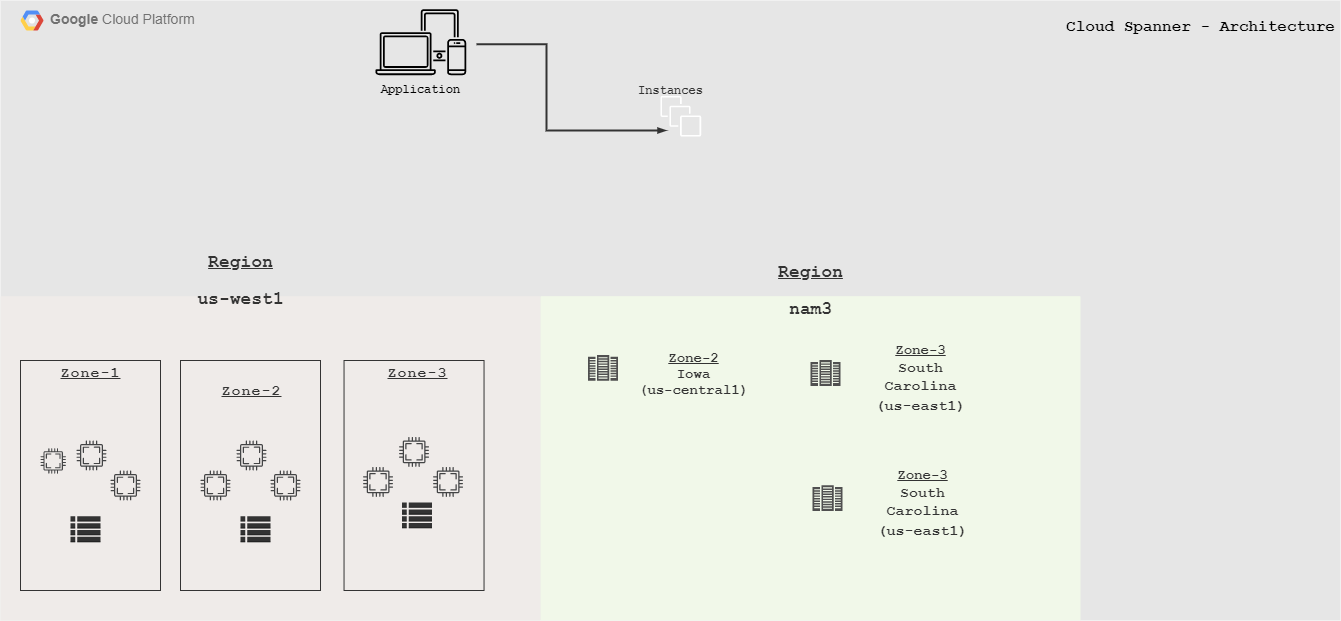 Google Cloud Platform
Cloud Spanner - Architecture
Application
Instances
Region
us-west1
Zone-1
Zone-2
Zone-3
Region
nam3
Zone-2
Iowa
(us-central1)
Zone-3
South
Carolina
(us-east1)
Zone-3
South
Carolina
(us-east1)